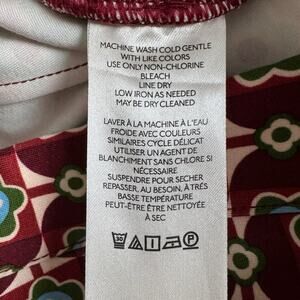 MACHINE WASH COLD GENTLE
WITH LIKE COLORS
USE ONLY NON-CHLORINE
BLEACH
LINE DRY
LOW IRON AS NEEDED
MAY BE DRY CLEANED
LAVER À LA MACHINE À L'EAU
FROIDE AVEC COULEURS
SIMILAIRES CYCLE DÉLICAT
UTILISER UN AGENT DE
BLANCHIMENT SANS CHLORE SI
NÉCESSAIRE
SUSPENDRE POUR SECHER
REPASSER, AU BESOIN, À TRÈS
BASSE TEMPÉRATURE
PEUT-ÊTRE ÊTRE NETTOYÉE
À SEC
30